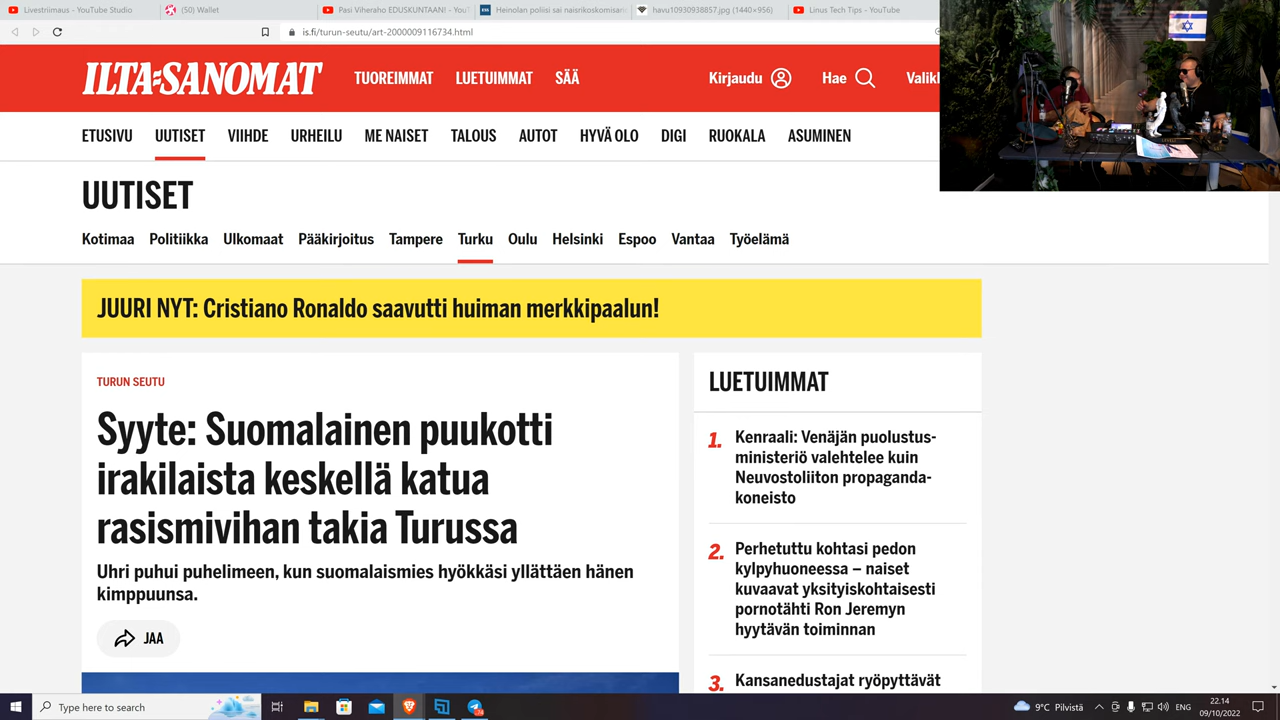 Livestriimaus - YouTube Studio
(50) Wallet
Pasi Viheraho EDUSKUNTAAN! - YouT
Heinolan poliisi sai naisrikoskomisario
havu10930938857.jpg (1440×956)
Linus Tech Tips - YouTube
is.fi/turun-seutu/art-2000009116734.html
ILTA-SANOMAT
TUOREIMMAT
LUETUIMMAT
SÄÄ
Kirjaudu
Hae
Valikl
ETUSIVU
UUTISET
VIIHDE
URHEILU
ME NAISET
TALOUS
AUTOT
HYVÄ OLO
DIGI
RUOKALA
ASUMINEN
UUTISET
Kotimaa
Politiikka
Ulkomaat
Pääkirjoitus
Tampere
Turku
Oulu
Helsinki
Espoo
Vantaa
Työelämä
JUURI NYT: Cristiano Ronaldo saavutti huiman merkkipaalun!
TURUN SEUTU
Syyte: Suomalainen puukotti
irakilaista keskellä katua
rasismivihan takia Turussa
Uhri puhui puhelimeen, kun suomalaismies hyökkäsi yllättäen hänen
kimppuunsa.
JAA
LUETUIMMAT
1.
Kenraali: Venäjän puolustus-
ministeriö valehtelee kuin
Neuvostoliiton propaganda-
koneisto
2.
Perhetuttu kohtasi pedon
kylpyhuoneessa – naiset
kuvaavat yksityiskohtaisesti
pornotähti Ron Jeremyn
hyytävän toiminnan
3.
Kansanedustajat ryöpyttävät
Type here to search
9°C Pilvistä
ENG
22.14
09/10/2022